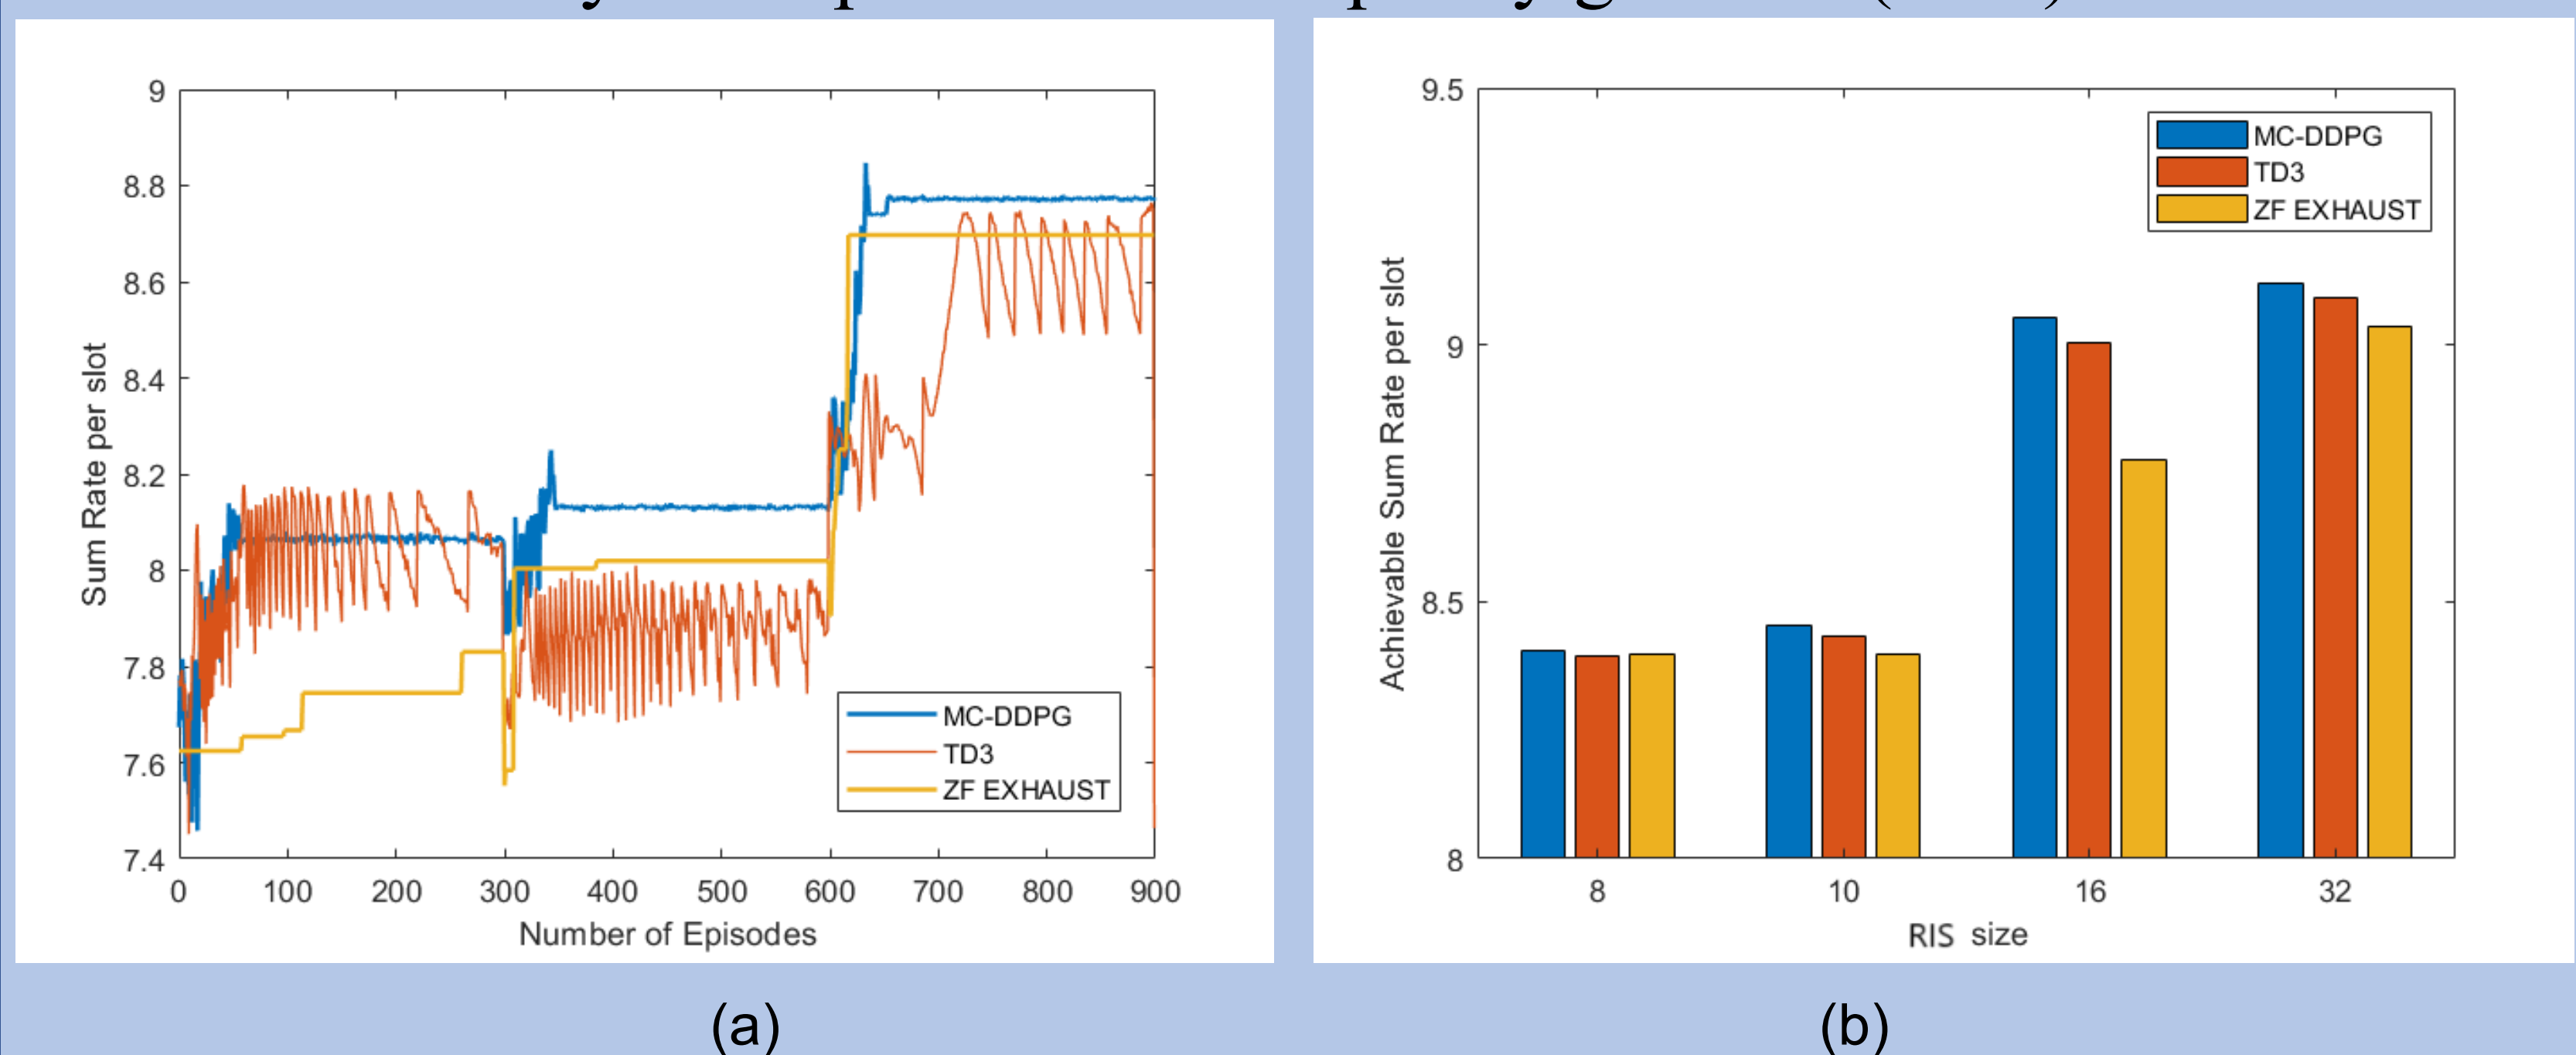 9
8.8
8.6
8.4
8.2
8
7.8
7.6
7.4
Sum Rate per slot
MC-DDPG
TD3
ZF EXHAUST
0 100 200 300 400 500 600 700 800 900
Number of Episodes
(a)
9.5
9
8.5
8
Achievable Sum Rate per slot
MC-DDPG
TD3
ZF EXHAUST
8 10 16 32
RIS size
(b)